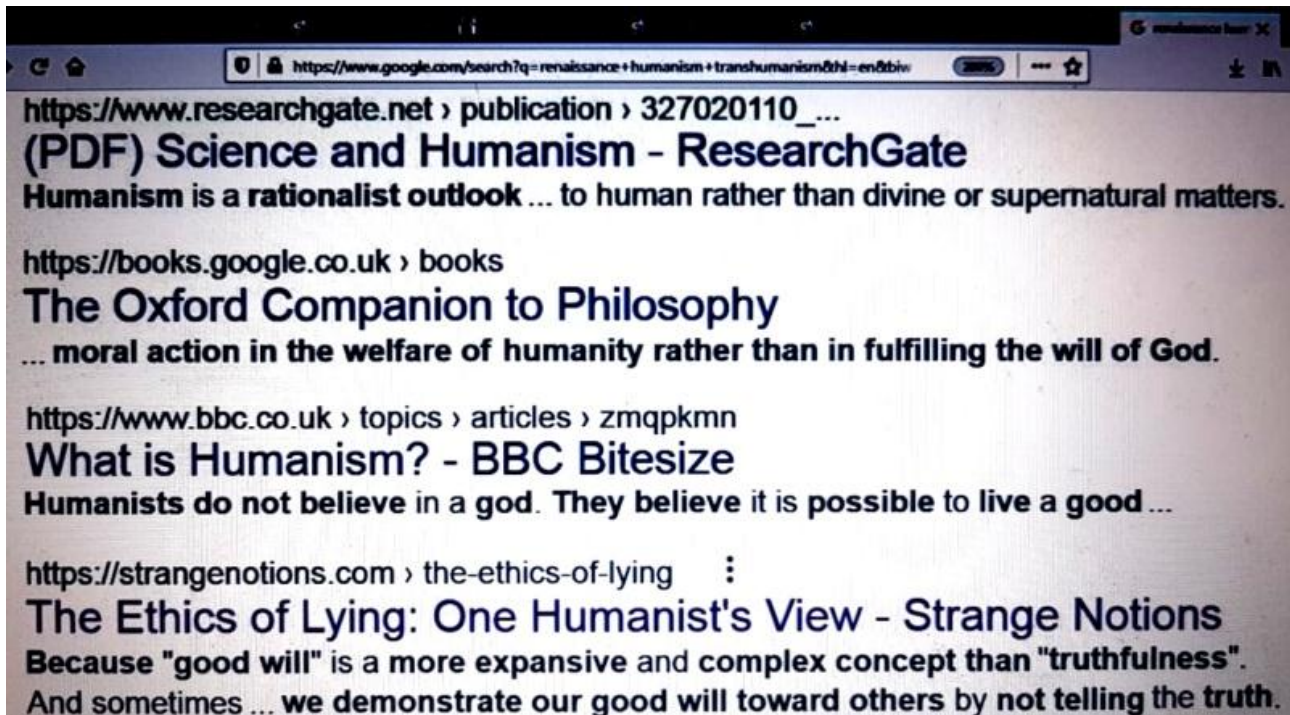 https://www.google.com/search?q=renaissance+humanism+transhumanism&hl=en&biw
https://www.researchgate.net › publication › 327020110_...
(PDF) Science and Humanism - ResearchGate
Humanism is a rationalist outlook ... to human rather than divine or supernatural matters.
https://books.google.co.uk › books
The Oxford Companion to Philosophy
... moral action in the welfare of humanity rather than in fulfilling the will of God.
https://www.bbc.co.uk › topics › articles › zmqpkmn
What is Humanism? - BBC Bitesize
Humanists do not believe in a god. They believe it is possible to live a good ...
https://strangenotions.com › the-ethics-of-lying
The Ethics of Lying: One Humanist's View - Strange Notions
Because "good will" is a more expansive and complex concept than "truthfulness".
And sometimes ... we demonstrate our good will toward others by not telling the truth.